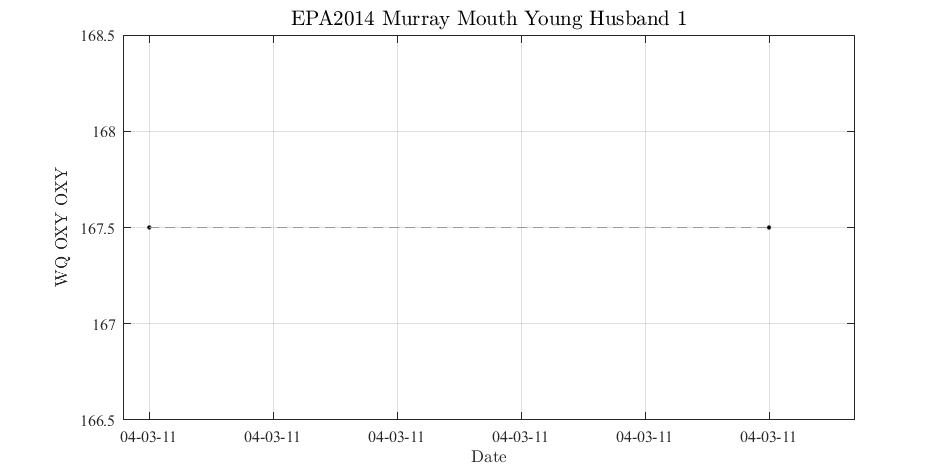 EPA2014 Murray Mouth Young Husband 1
168.5
168
167.5
167
166.5
WQ OXY OXY
04-03-11 04-03-11 04-03-11 04-03-11 04-03-11 04-03-11
Date